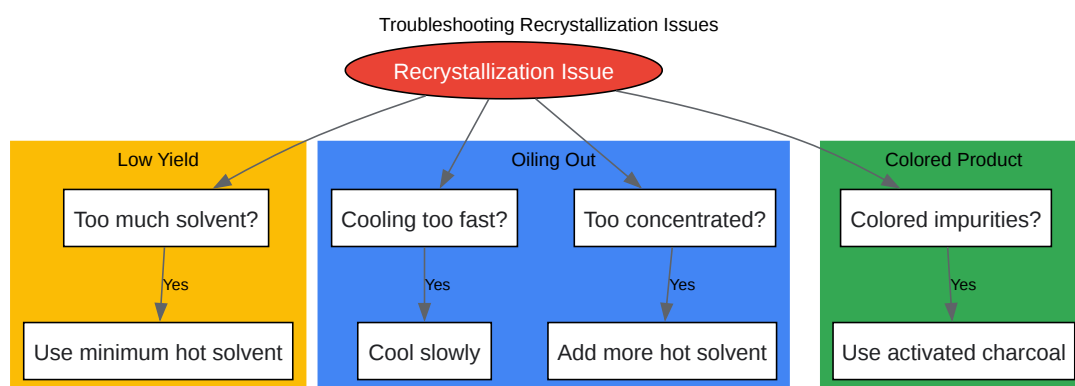 Troubleshooting Recrystallization Issues
Recrystallization Issue
Low Yield
Oiling Out
Colored Product
Too much solvent?
Cooling too fast?
Too concentrated?
Colored impurities?
Yes
Yes
Yes
Yes
Use minimum hot solvent
Cool slowly
Add more hot solvent
Use activated charcoal